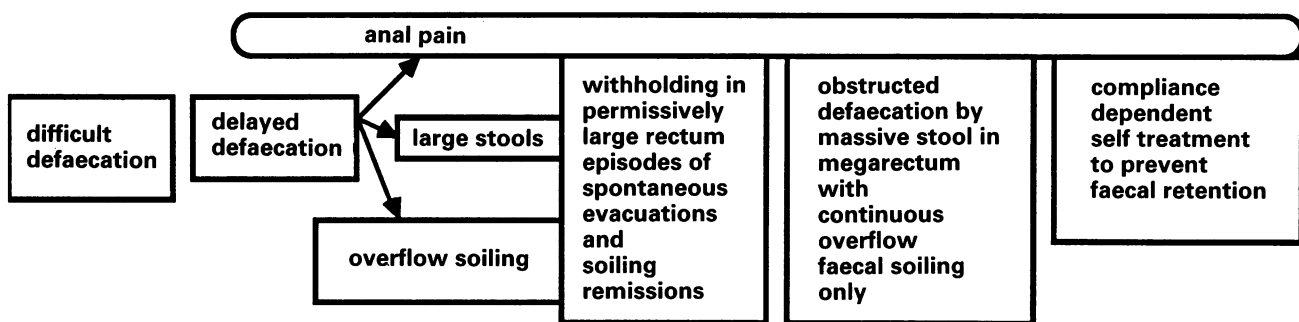 anal pain
difficult
defaecation
delayed
defaecation
large stools
overflow soiling
withholding in
permissively
large rectum
episodes of
spontaneous
evacuations
and
soiling
remissions
obstructed
defaecation by
massive stool in
megarectum
with
continuous
overflow
faecal soiling
only
compliance
dependent
self treatment
to prevent
faecal retention